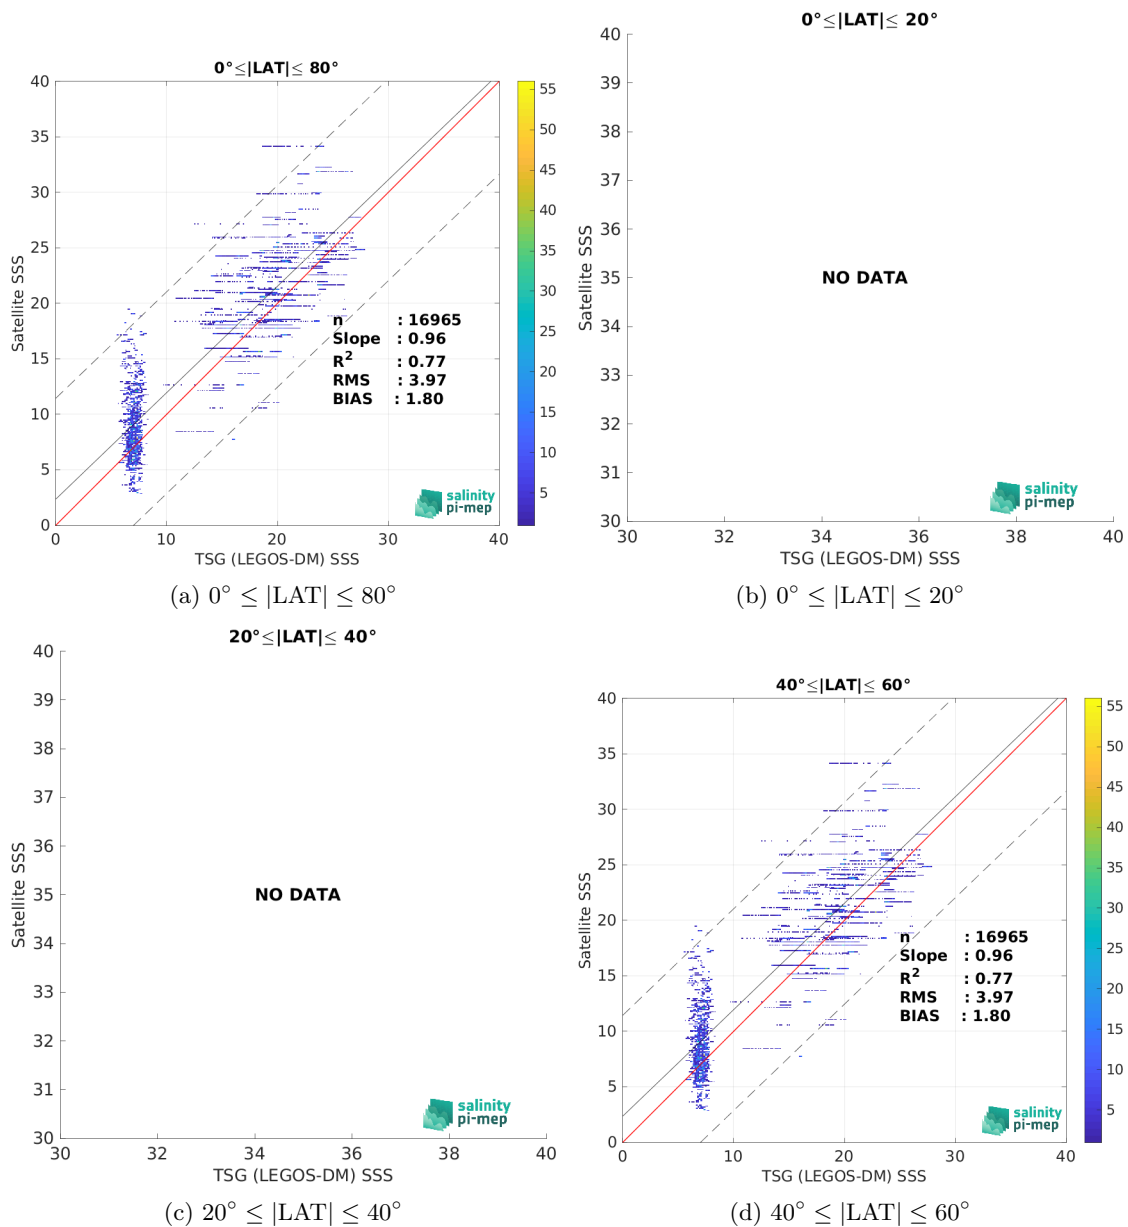 0°≤|LAT|≤ 80°
40
35
30
25
20
15
10
5
0
Satellite SSS
0 10 20 30 40
TSG (LEGOS-DM) SSS
n : 16965
Slope : 0.96
R² : 0.77
RMS : 3.97
BIAS : 1.80
salinity
pi-mep
55
50
45
40
35
30
25
20
15
10
5
(a) 0° ≤ |LAT| ≤ 80°
0°≤|LAT|≤ 20°
40
39
38
37
36
35
34
33
32
31
30
Satellite SSS
NO DATA
salinity
pi-mep
30 32 34 36 38 40
TSG (LEGOS-DM) SSS
(b) 0° ≤ |LAT| ≤ 20°
20°≤|LAT|≤ 40°
40
39
38
37
36
35
34
33
32
31
30
Satellite SSS
NO DATA
salinity
pi-mep
30 32 34 36 38 40
TSG (LEGOS-DM) SSS
(c) 20° ≤ |LAT| ≤ 40°
40°≤|LAT|≤ 60°
40
35
30
25
20
15
10
5
0
Satellite SSS
0 10 20 30 40
TSG (LEGOS-DM) SSS
n : 16965
Slope : 0.96
R² : 0.77
RMS : 3.97
BIAS : 1.80
salinity
pi-mep
55
50
45
40
35
30
25
20
15
10
5
(d) 40° ≤ |LAT| ≤ 60°